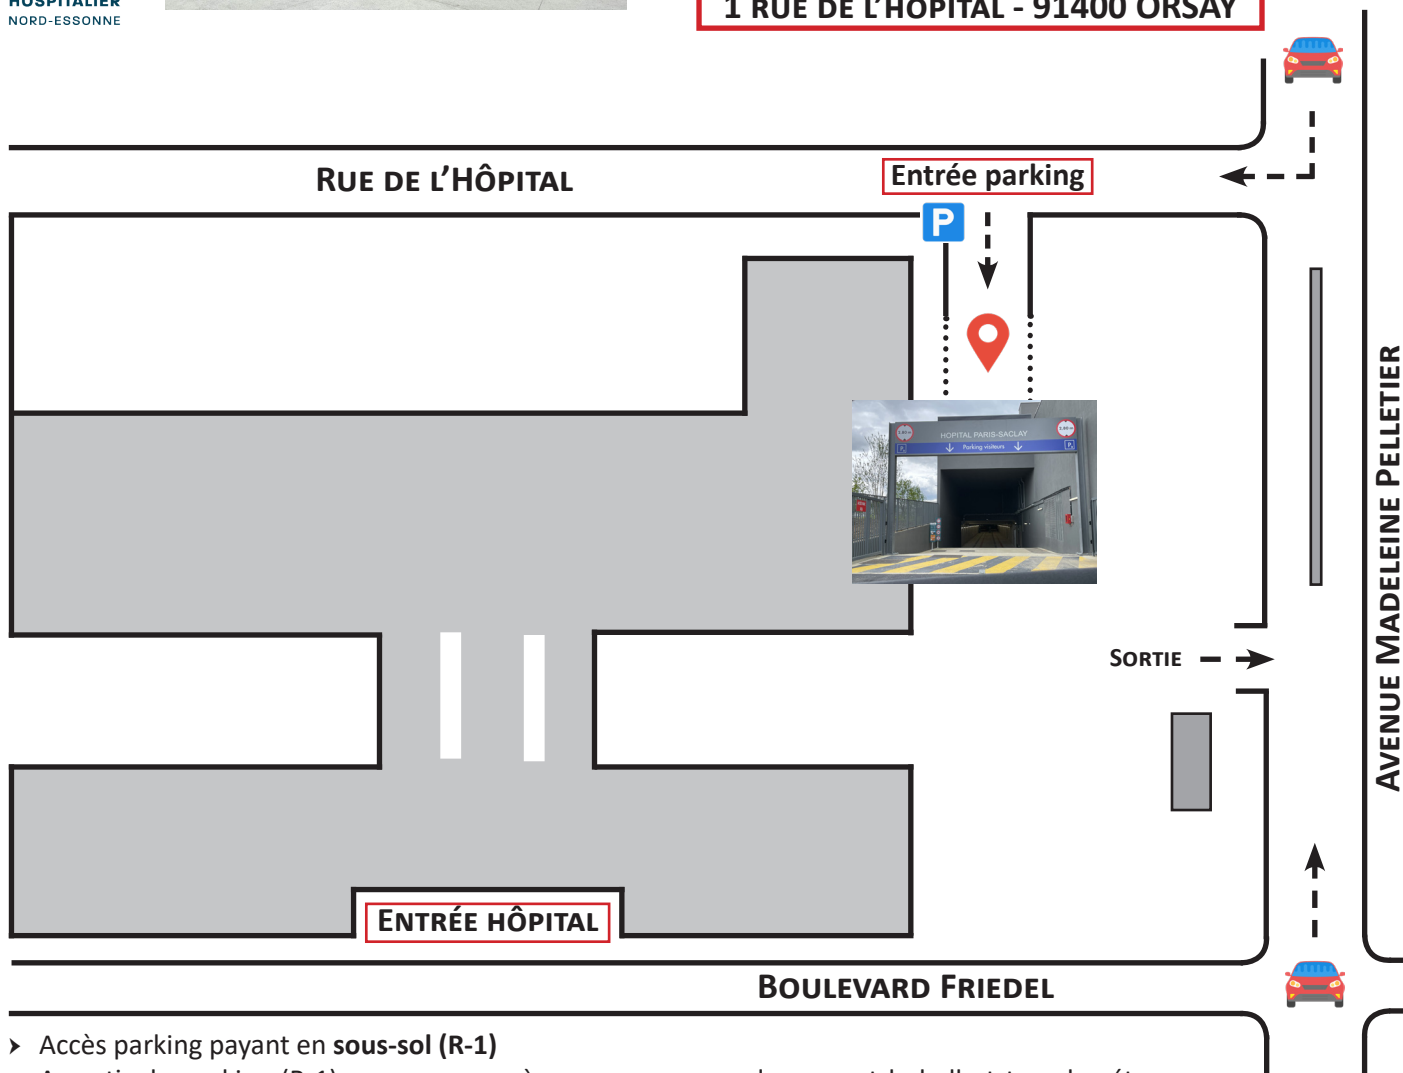 HOSPITALIER
NORD-ESSONNE
1 RUE DE L'HÔPITAL - 91400 ORSAY
RUE DE L'HÔPITAL
Entrée parking
P
HOPITAL PARIS-SACLAY
Parking visiteurs
AVENUE MADELEINE PELLETIER
SORTIE
ENTRÉE HÔPITAL
BOULEVARD FRIEDEL
Accès parking payant en sous-sol (R-1)